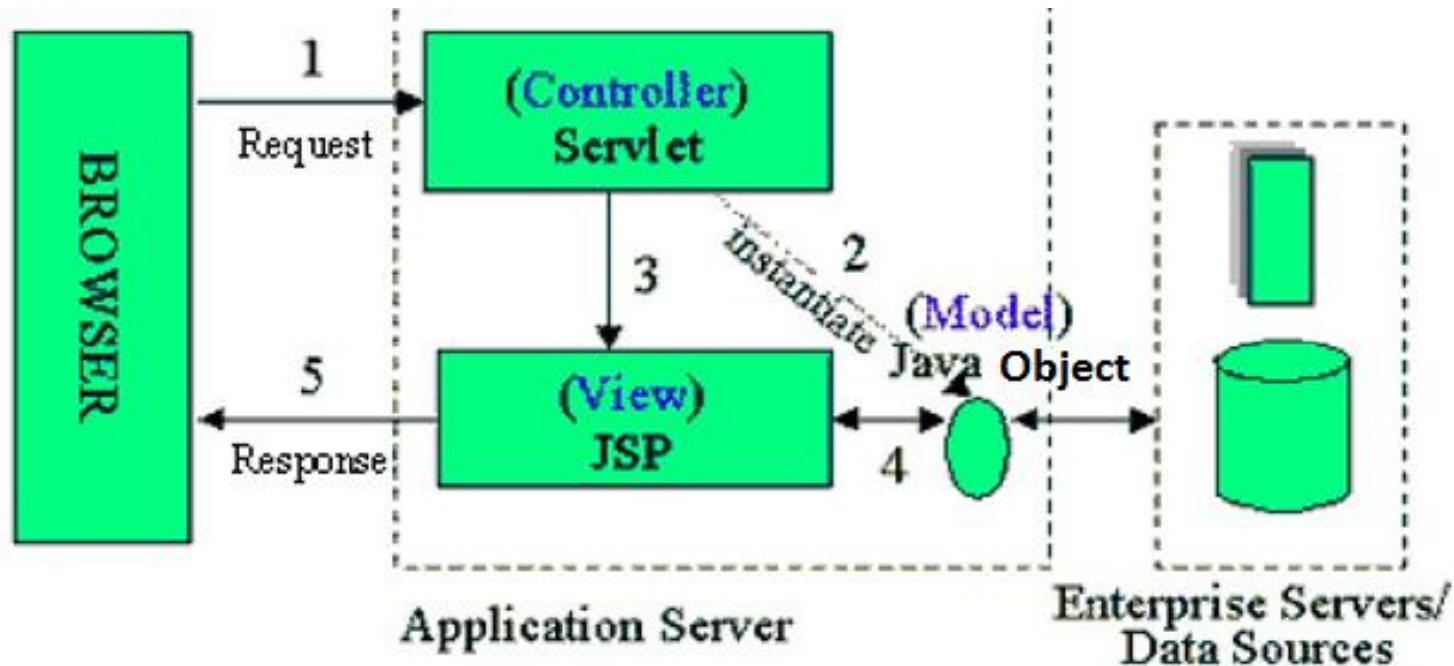 BROWSER
1
Request
(Controller)
Servlet
2
instantiate
3
(Model)
Java Object
(View)
JSP
4
5
Response
Application Server
Enterprise Servers/
Data Sources